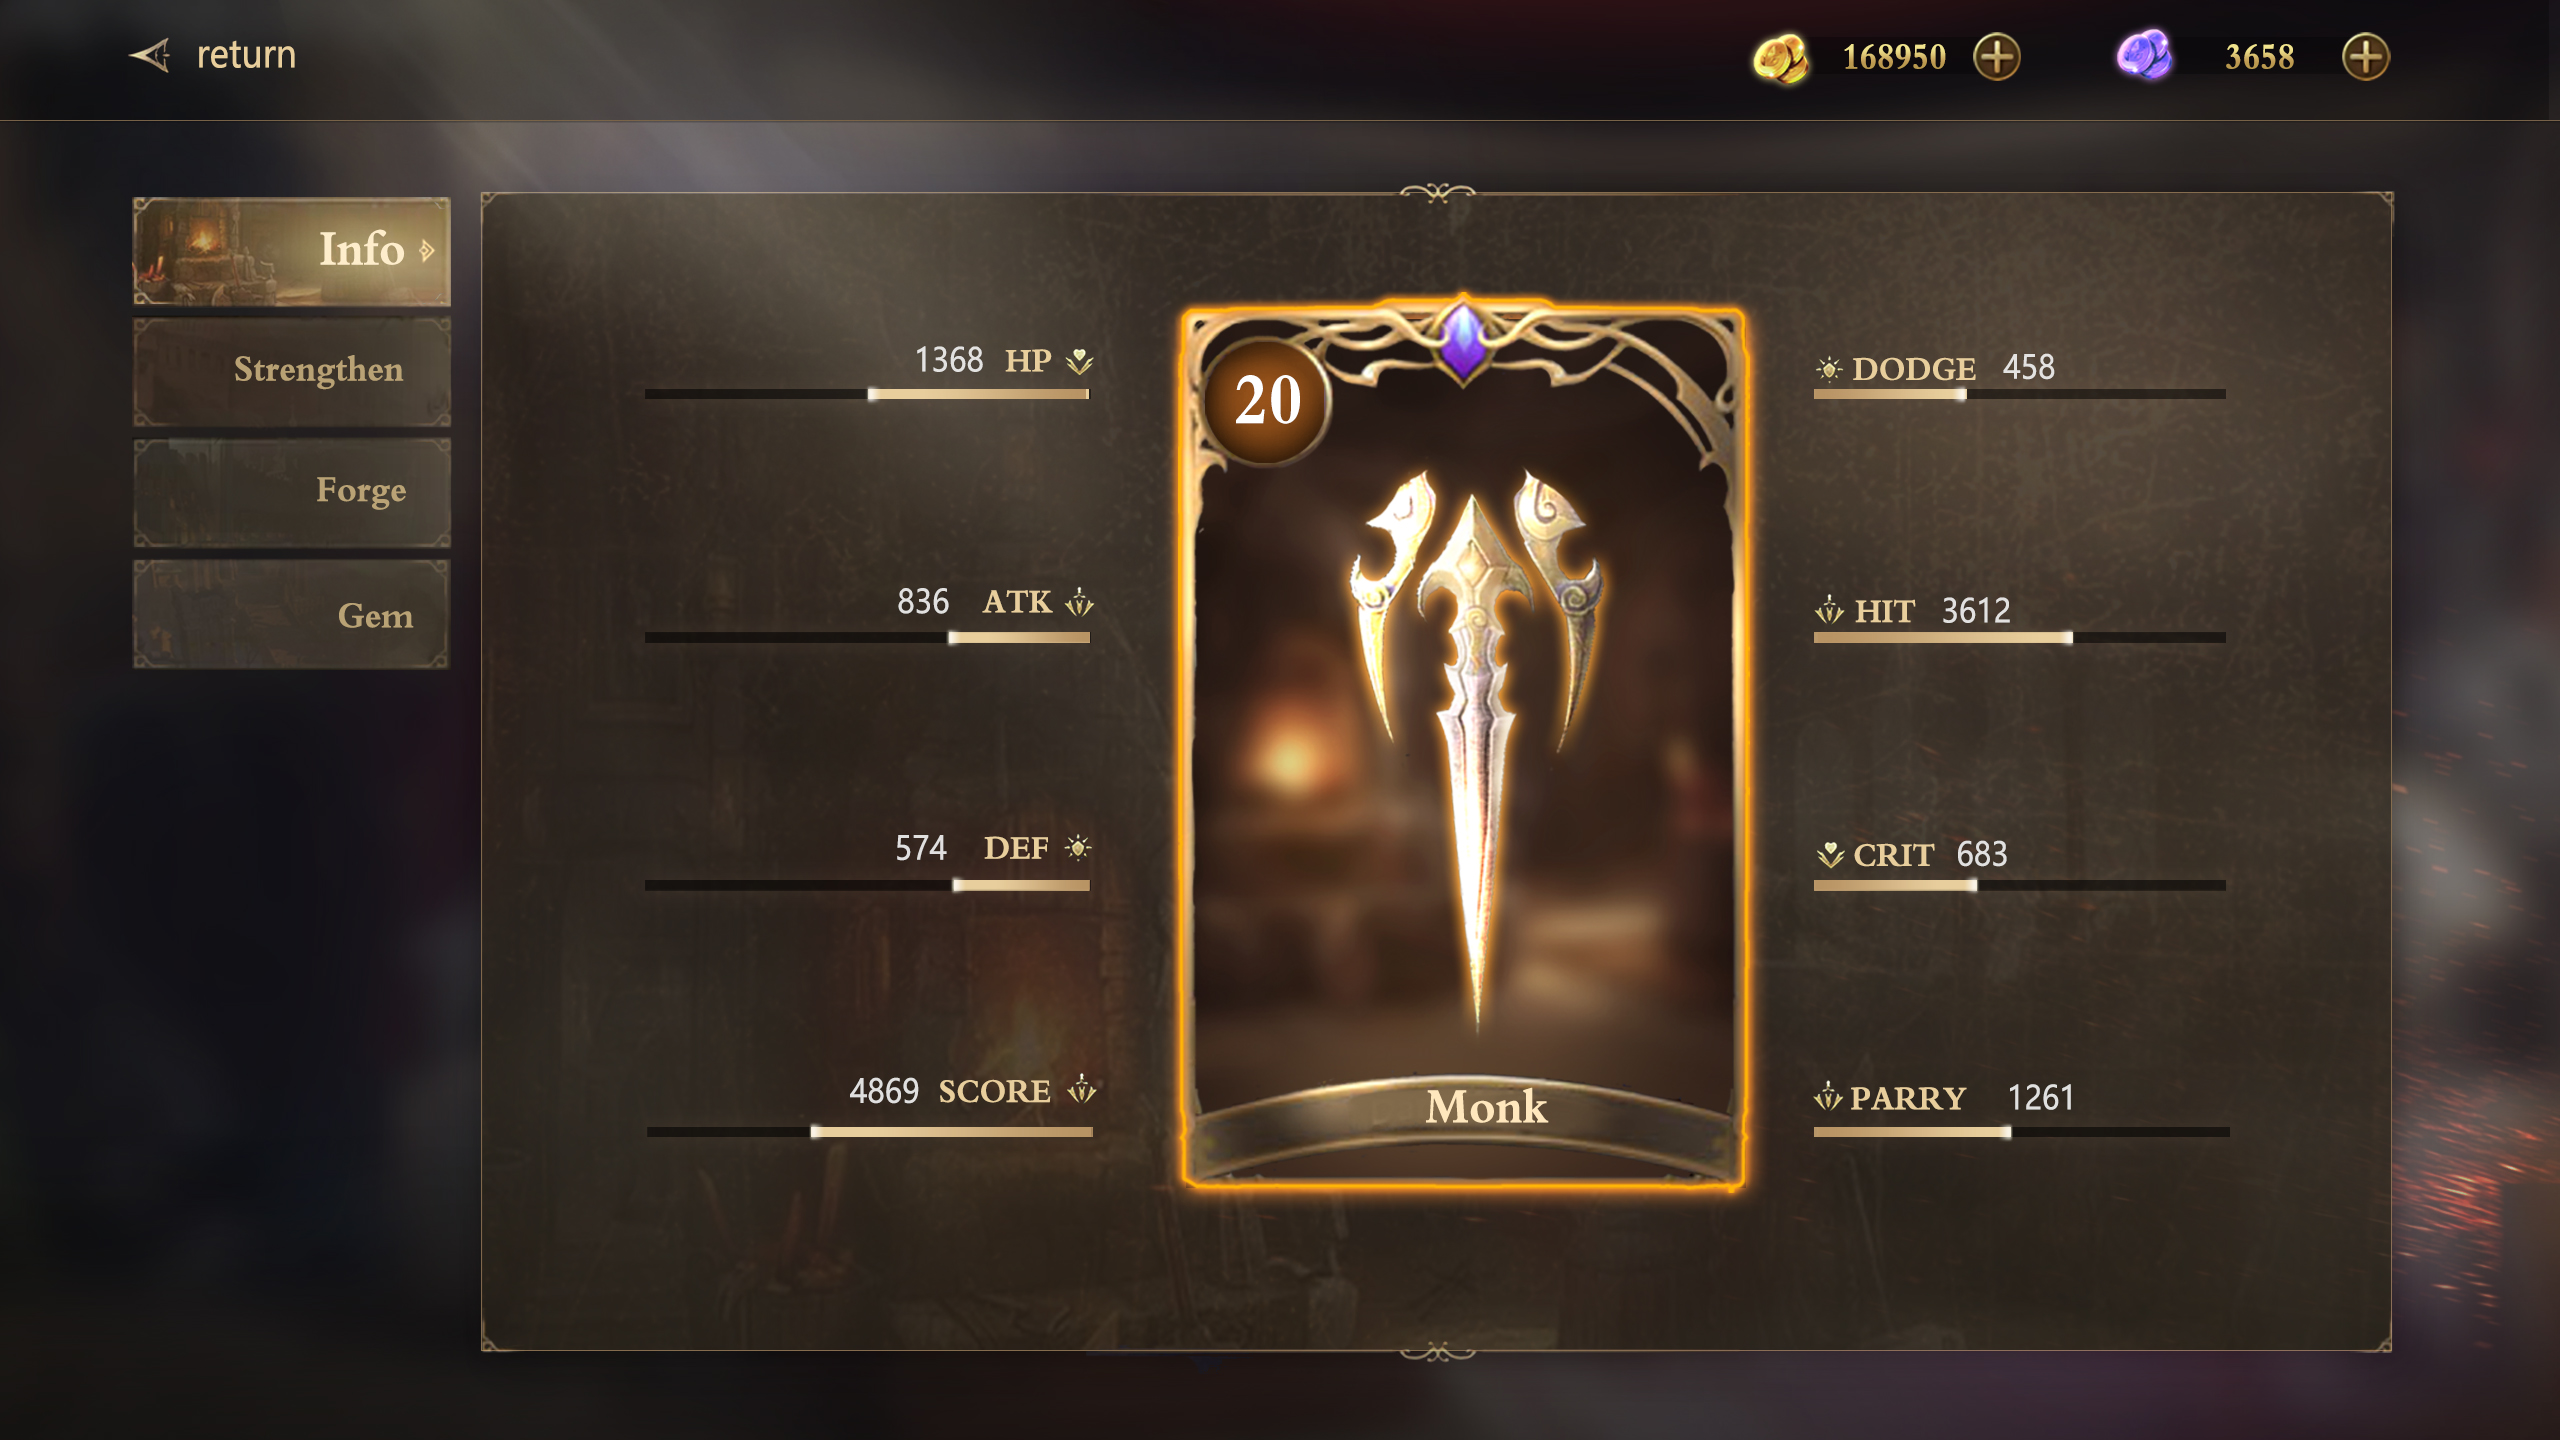 return
168950
3658
Info
Strengthen
Forge
Gem
1368 HP
836 ATK
574 DEF
4869 SCORE
20
Monk
DODGE 458
HIT 3612
CRIT 683
PARRY 1261